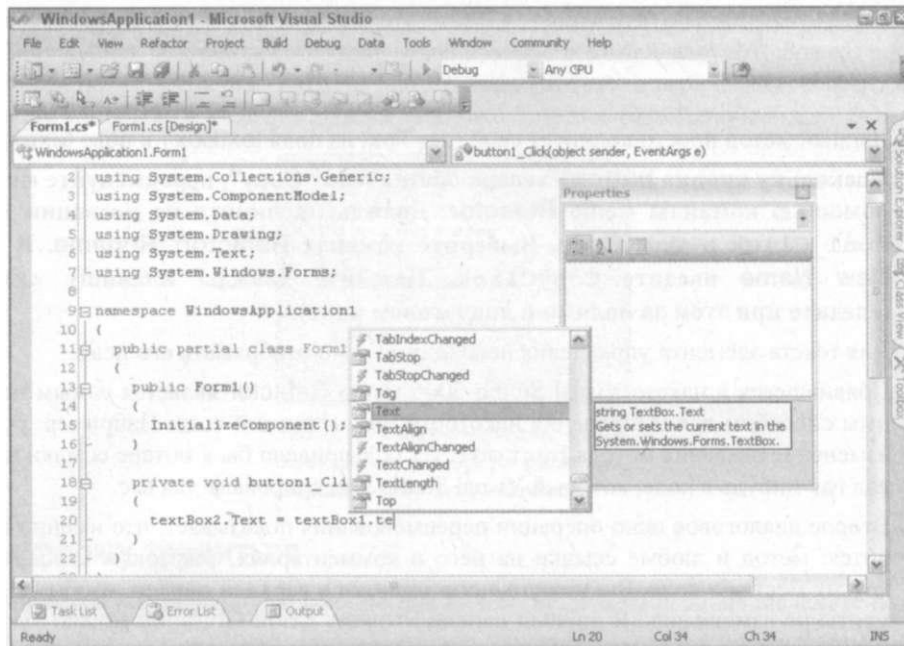 WindowsApplication1 - Microsoft Visual Studio
File Edit View Refactor Project Build Debug Data Tools Window Community Help
Debug Any CPU
Form1.cs* Form1.cs [Design]*
WindowsApplication1.Form1 button1_Click(object sender, EventArgs e)
2 using System.Collections.Generic;
3 using System.ComponentModel;
4 using System.Data;
5 using System.Drawing;
6 using System.Text;
7 using System.Windows.Forms;
8
9 namespace WindowsApplication1
10 {
11 public partial class Form1
12 {
13 public Form1()
14 {
15 InitializeComponent();
16 }
17
18 private void button1_Cli
19 {
20 textBox2.Text = textBox1.te
21 }
22
Properties
TabIndexChanged
TabStop
TabStopChanged
Tag
Text
TextAlign
TextAlignChanged
TextChanged
TextLength
Top
string TextBox.Text
Gets or sets the current text in the
System.Windows.Forms.TextBox.
Solution Explorer
Class View
Task List Error List Output
Ready Ln 20 Col 34 Ch 34 INS